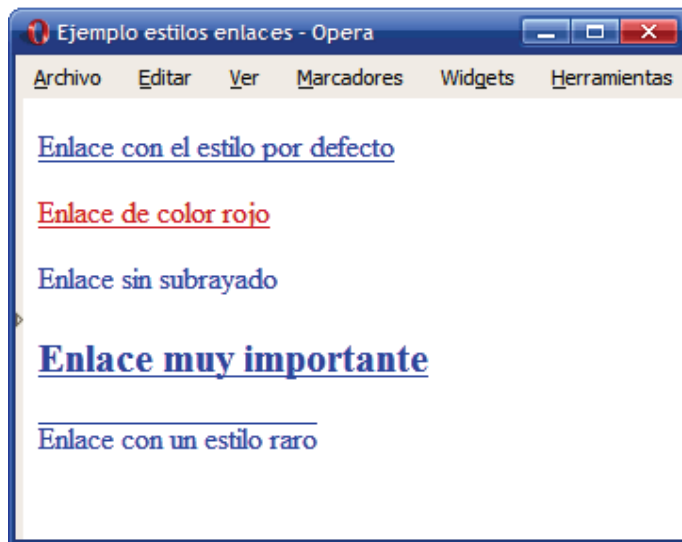 Ejemplo estilos enlaces - Opera
Archivo Editar Ver Marcadores Widgets Herramientas
Enlace con el estilo por defecto
Enlace de color rojo
Enlace sin subrayado
Enlace muy importante
Enlace con un estilo raro